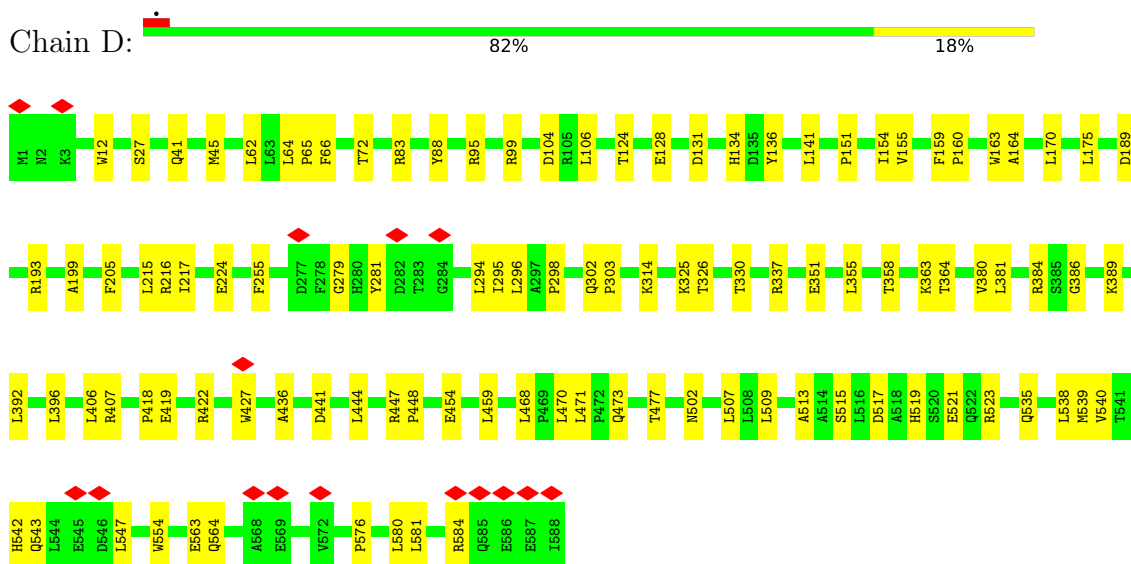 Chain D:
82% 18%
M1 N2 K3 W12 S27 Q41 M45 L62 L63 L64 P65 F66 T72 R83 Y88 R95 R99 D104 R105 L106 T124 E128 D131 H134 D135 Y136 L141 P151 I154 V155 F159 P160 W163 A164 L170 L175 D189
R193 A199 F205 L215 R216 I217 E224 F255 D277 F278 G279 H280 Y281 D282 T283 G284 L294 I295 L296 A297 P298 Q302 P303 K314 K325 T326 T330 R337 E351 L355 T358 K363 T364 V380 L381 R384 S385 G386 K389
L392 L396 L406 R407 P418 E419 R422 W427 A436 D441 L444 R447 P448 E454 L459 L468 P469 L470 L471 P472 Q473 T477 N502 L507 L508 L509 A513 A514 S515 L516 D517 A518 H519 S520 E521 Q522 R523 Q535 L538 M539 V540 T541
H542 Q543 L544 E545 D546 L547 W554 E563 Q564 A568 E569 V572 P576 L580 L581 R584 Q585 E586 E587 I588